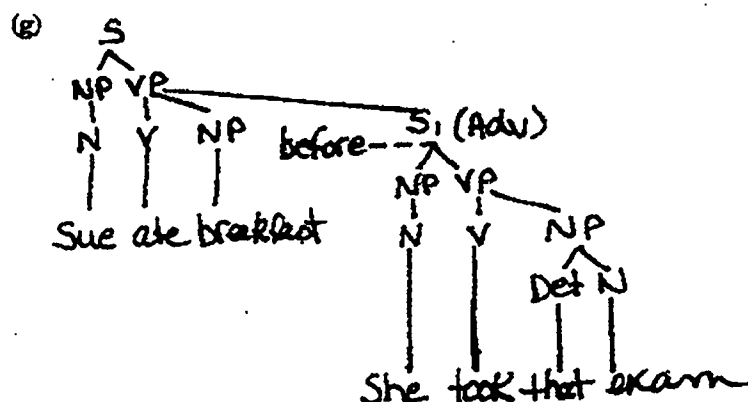 (g)
S
NP VP
S1 (Adv)
N V NP
before
NP VP
Sue ate breakfast
N V NP
Det N
She took that exam